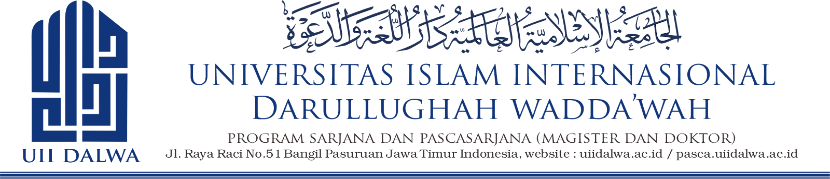 الجامعة الإسلامية العالمية دار اللغة والدعوة
UNIVERSITAS ISLAM INTERNASIONAL
DARULLUGHAH WADDA'WAH
PROGRAM SARJANA DAN PASCASARJANA (MAGISTER DAN DOKTOR)
Jl. Raya Raci No.51 Bangil Pasuruan Jawa Timur Indonesia, website : uiidalwa.ac.id / pasca.uiidalwa.ac.id
UII DALWA